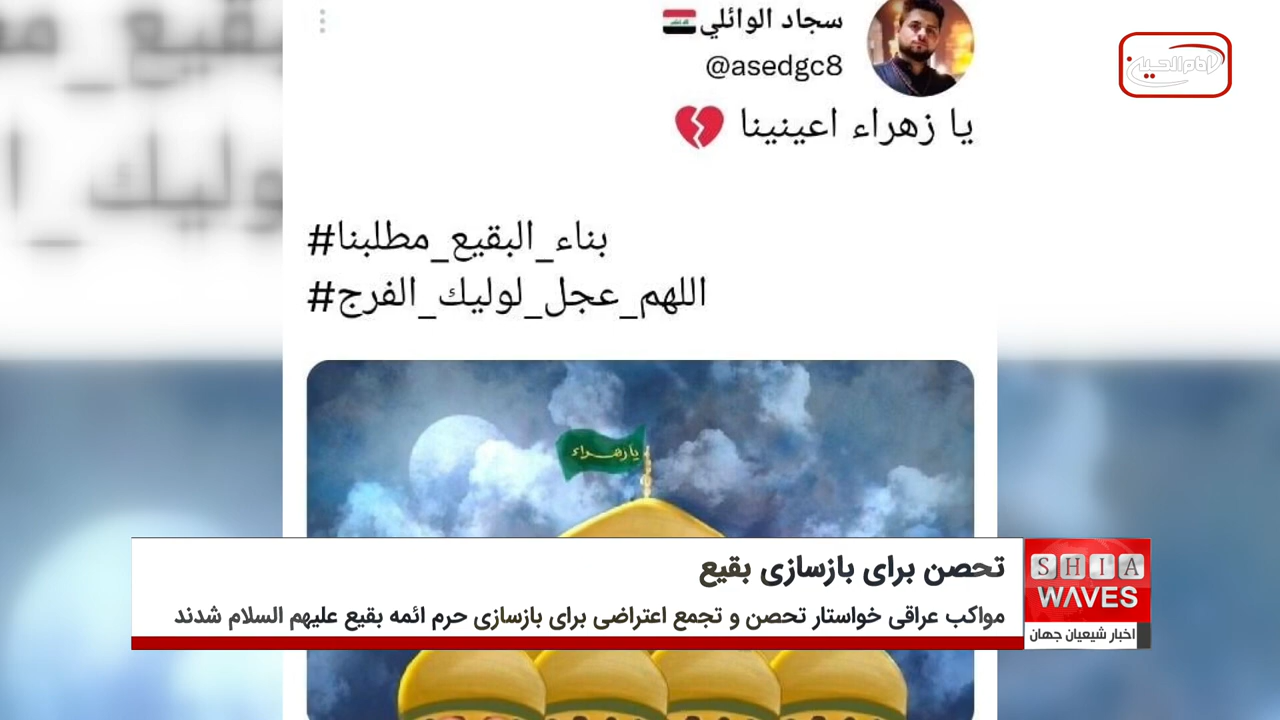 سجاد الوائلي
@asedgc8
يا زهراء اعينينا
#بناء_البقيع_مطلبنا
#اللهم_عجل_لوليك_الفرج
يا زهراء
تحصن برای بازسازی بقیع
مواکب عراقی خواستار تحصن و تجمع اعتراضی برای بازسازی حرم ائمه بقیع علیهم السلام شدند
SHIA
WAVES
اخبار شیعیان جهان